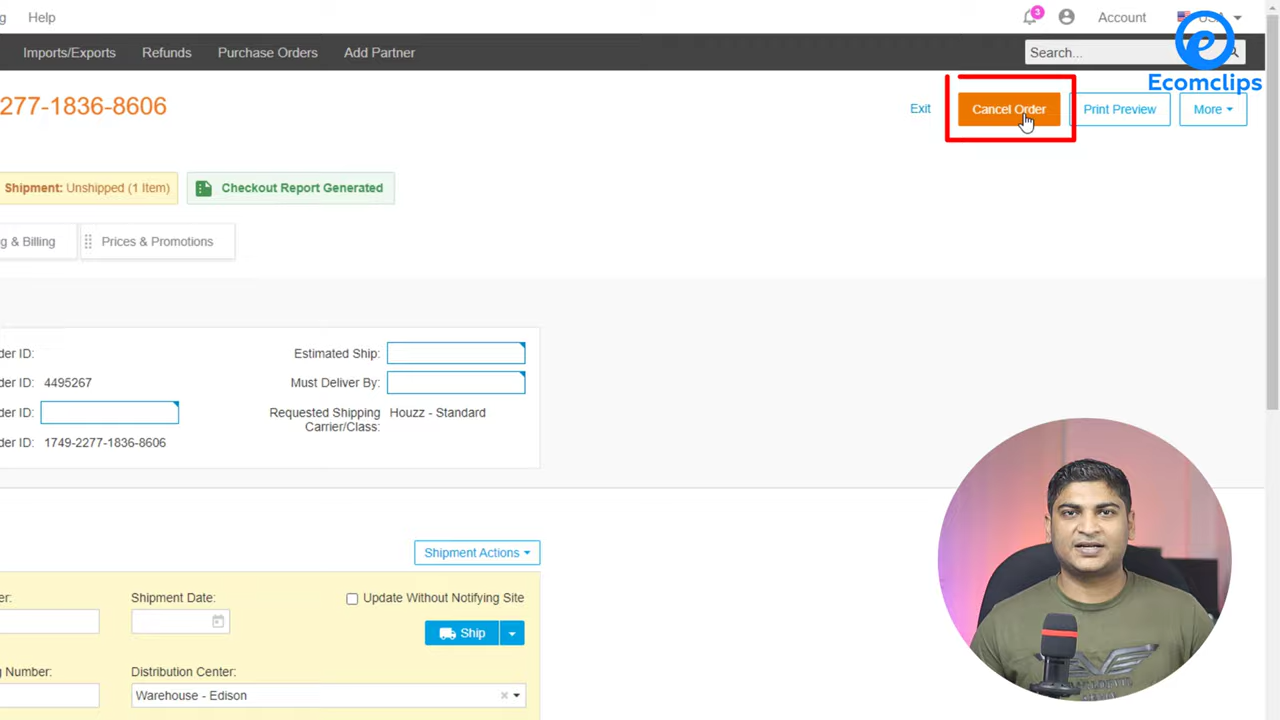 g Help 3 Account USA
Imports/Exports Refunds Purchase Orders Add Partner Search...
Ecomclips
277-1836-8606 Exit Cancel Order Print Preview More
Shipment: Unshipped (1 Item) Checkout Report Generated
g & Billing Prices & Promotions
der ID: Estimated Ship:
der ID: 4495267 Must Deliver By:
der ID: Requested Shipping Houzz - Standard
Carrier/Class:
der ID: 1749-2277-1836-8606
Shipment Actions
er: Shipment Date: Update Without Notifying Site
Ship
g Number: Distribution Center:
Warehouse - Edison